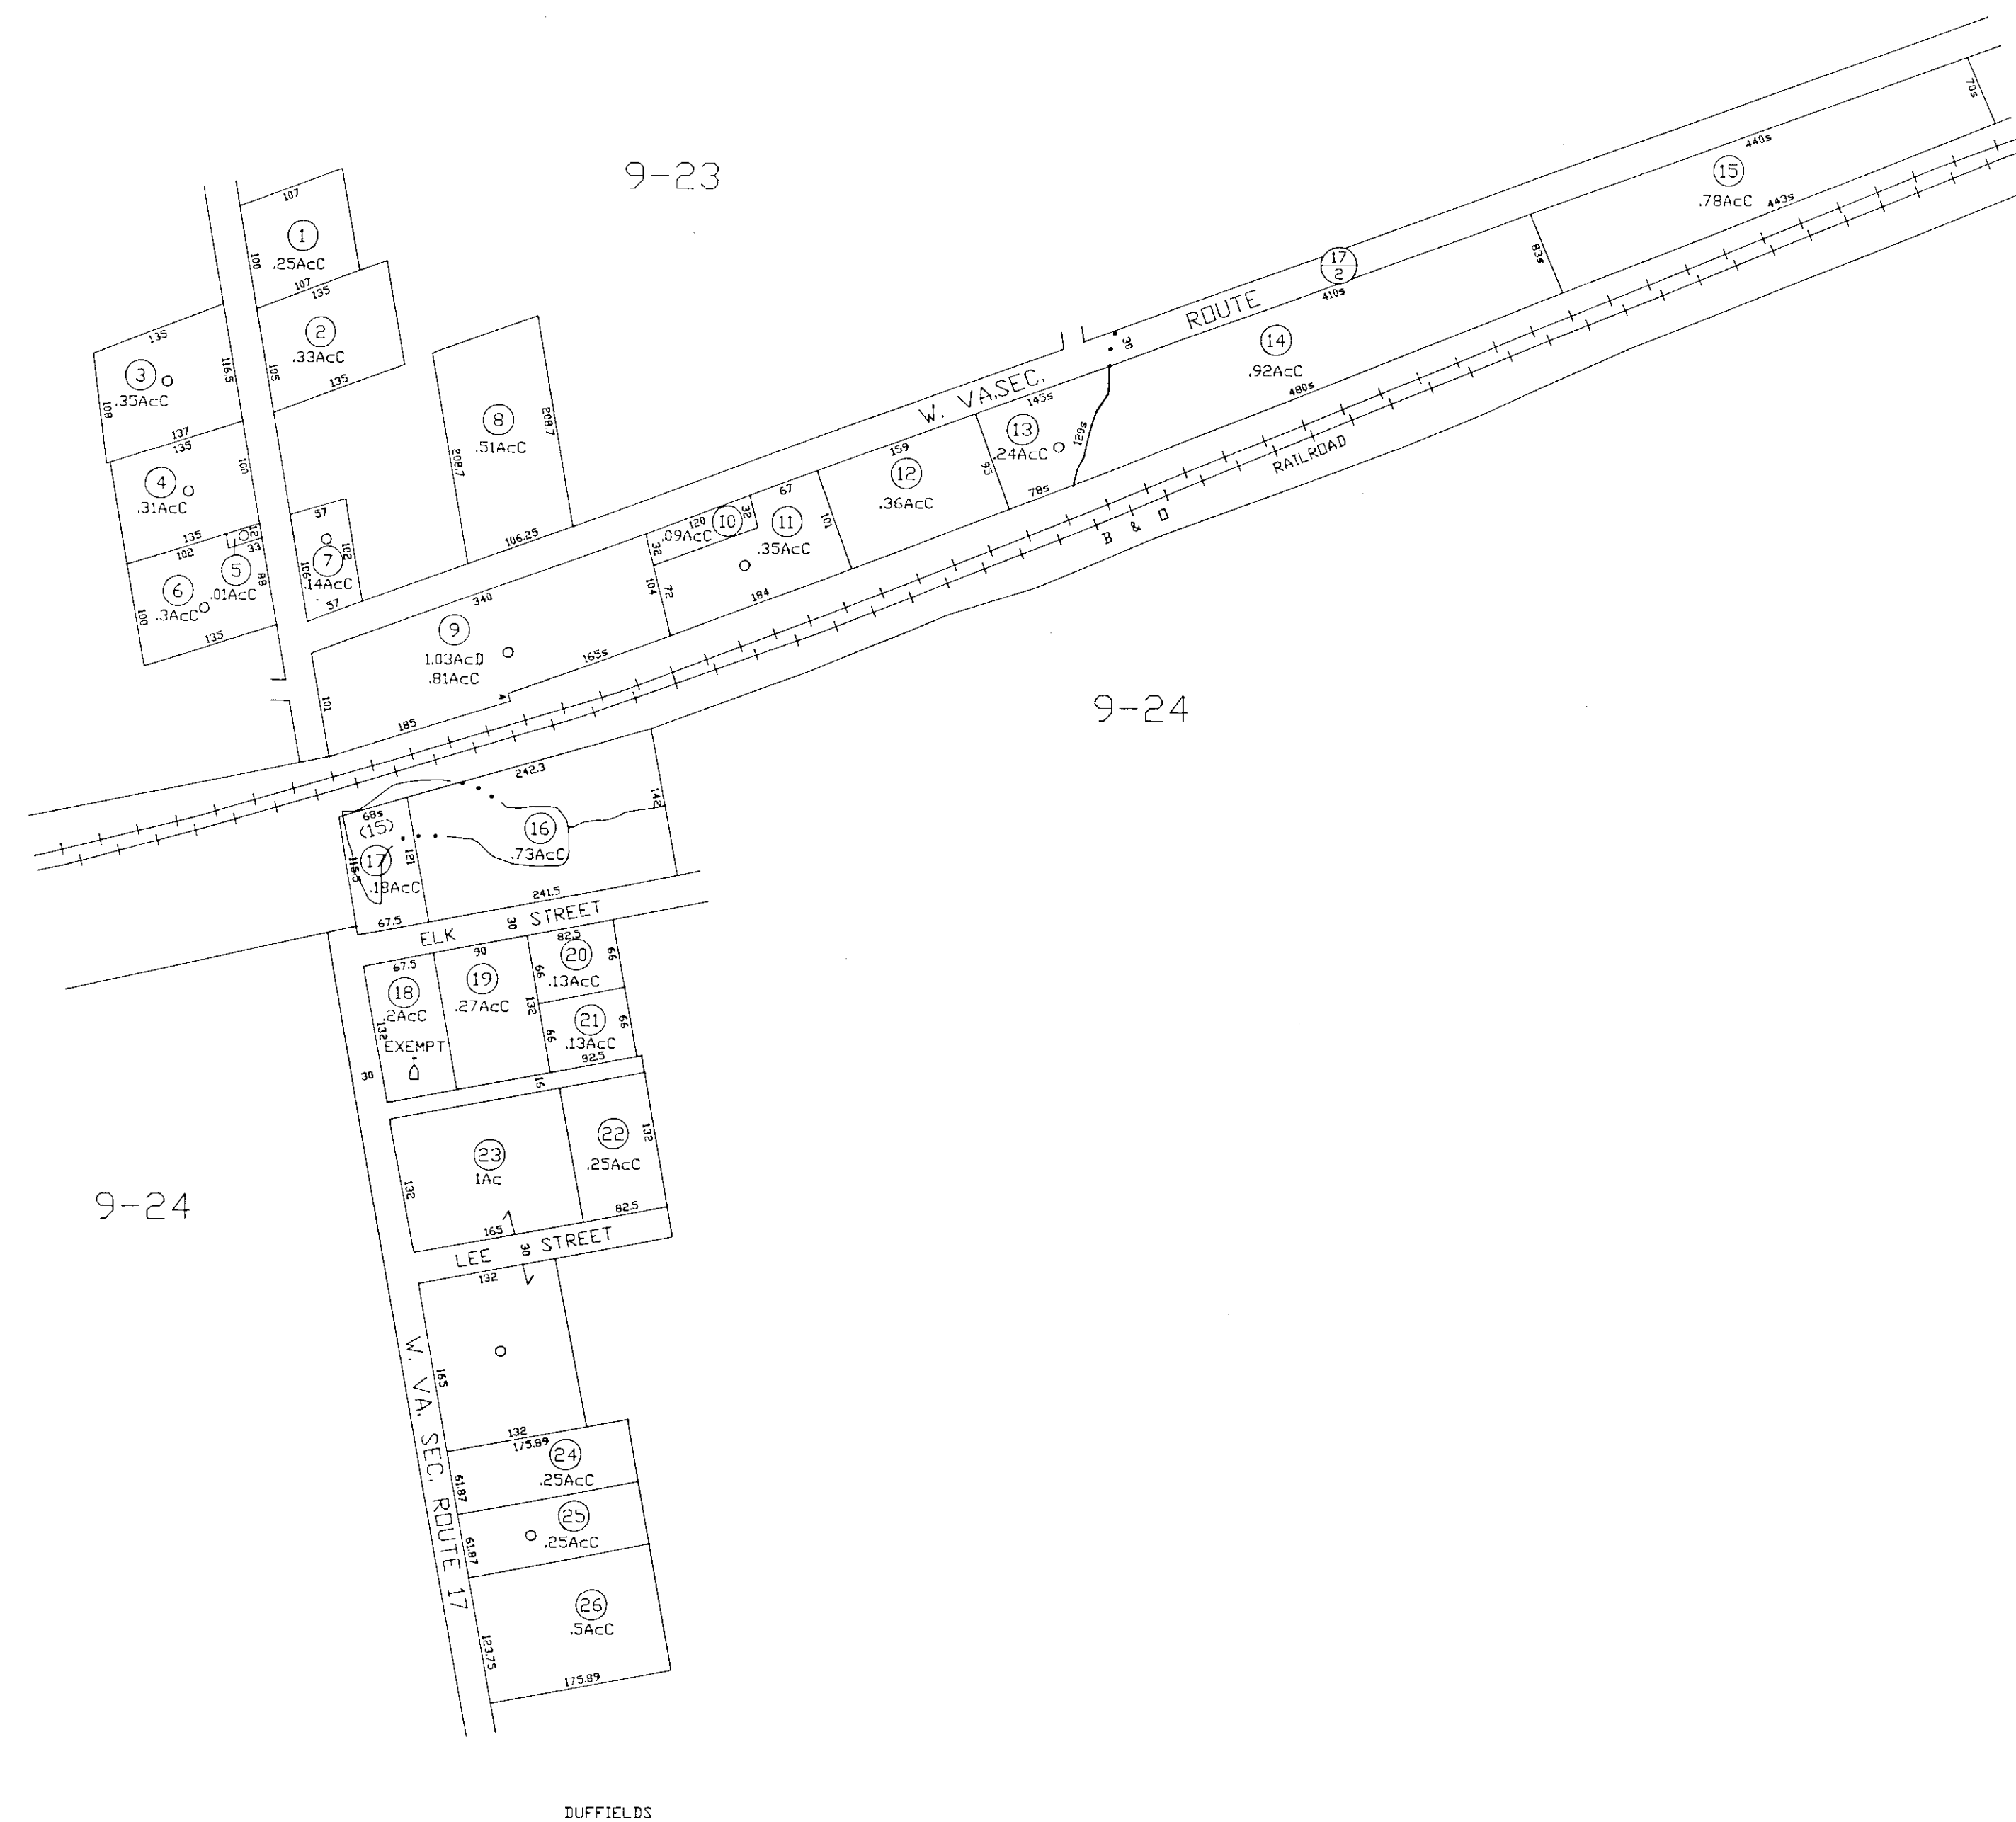 9-23
107
1
100
.25AcC
107
135
2
.33AcC
105
135
135
116.5
3
.35AcC
108
137
135
4
100
.31AcC
135
102
12
33
5
.01AcC
88
6
.3AcC
100
135
57
102
7
106
.14AcC
57
8
.51AcC
208.7
208.7
106.25
W. VA.SEC.
ROUTE
17
2
30
340
9
1.03AcD
.81AcC
101
185
165s
32
120
10
32
.09AcC
104
72
67
11
.35AcC
101
184
159
12
.36AcC
95
145s
13
.24AcC
120s
78s
410s
14
.92AcC
480s
83s
440s
15
.78AcC
443s
70s
B & O
RAILROAD
9-24
242.3
142
16
.73AcC
241.5
68s
(15)
17
118.5
121
.18AcC
67.5
ELK
30
STREET
67.5
18
.2AcC
132
EXEMPT
30
90
19
.27AcC
132
82.5
20
66
66
.13AcC
21
66
66
.13AcC
82.5
16
22
132
.25AcC
82.5
23
1Ac
132
165
9-24
LEE
30
STREET
132
165
132
175.89
24
.25AcC
61.87
25
.25AcC
61.87
26
.5AcC
123.75
175.89
W. VA. SEC. ROUTE 17
DUFFIELDS